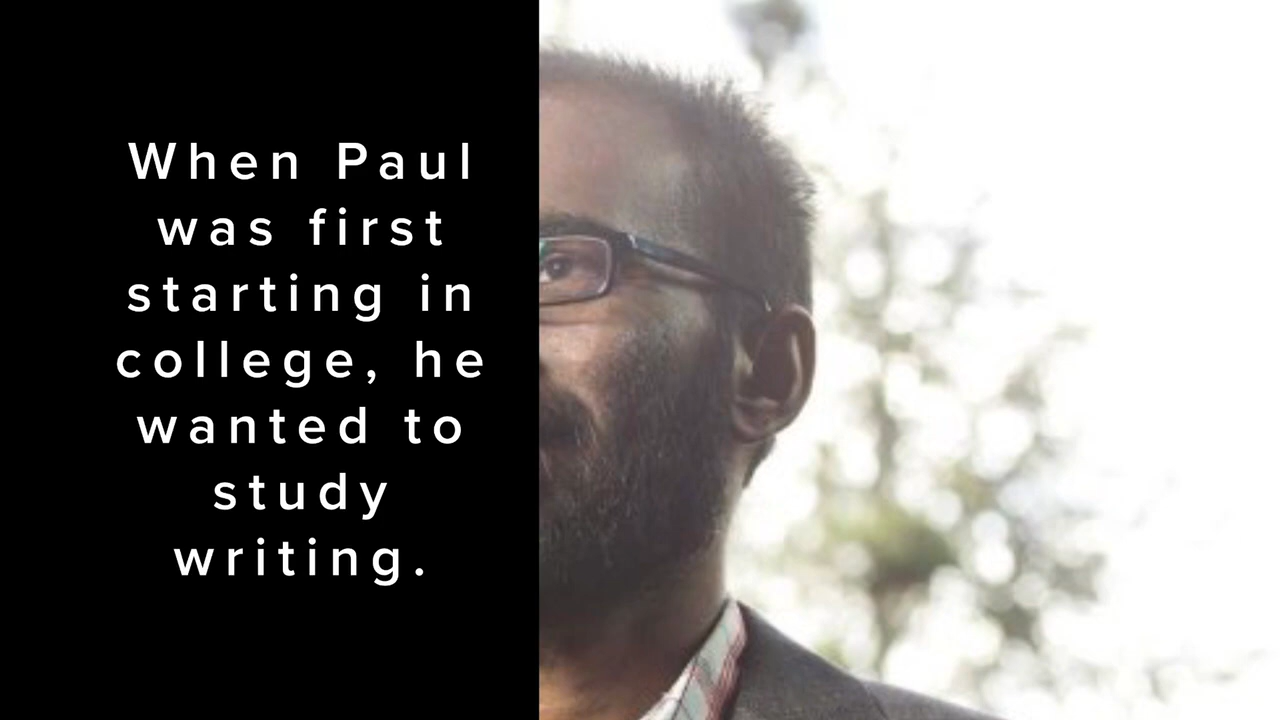 When Paul
was first
starting in
college, he
wanted to
study
writing.